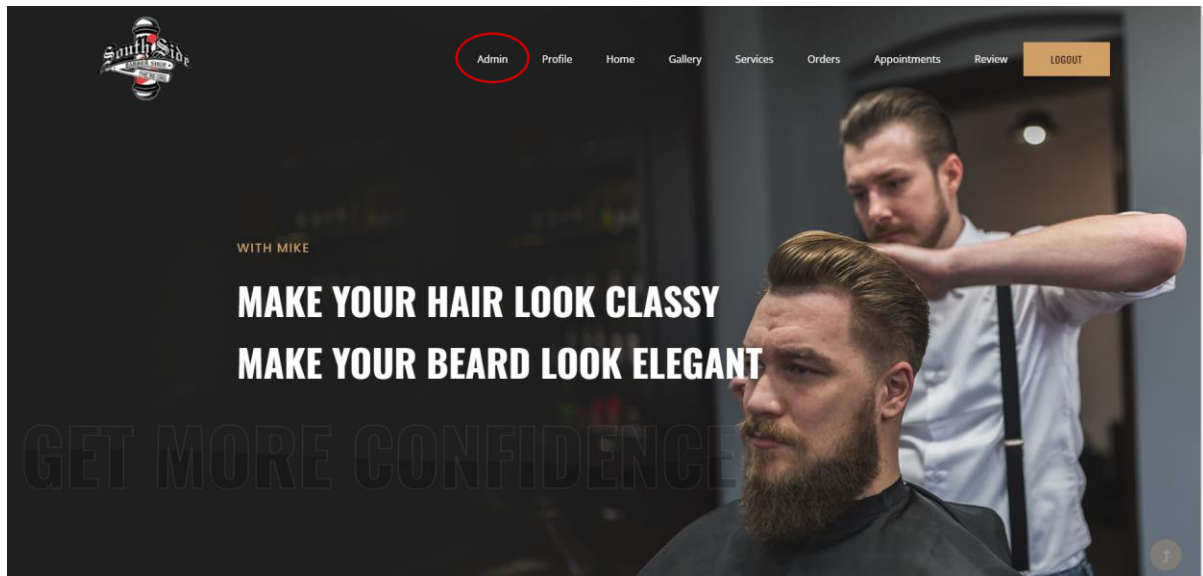 South Side
BARBER SHOP
Admin Profile Home Gallery Services Orders Appointments Review LOGOUT
WITH MIKE
MAKE YOUR HAIR LOOK CLASSY
MAKE YOUR BEARD LOOK ELEGANT
GET MORE CONFIDENCE